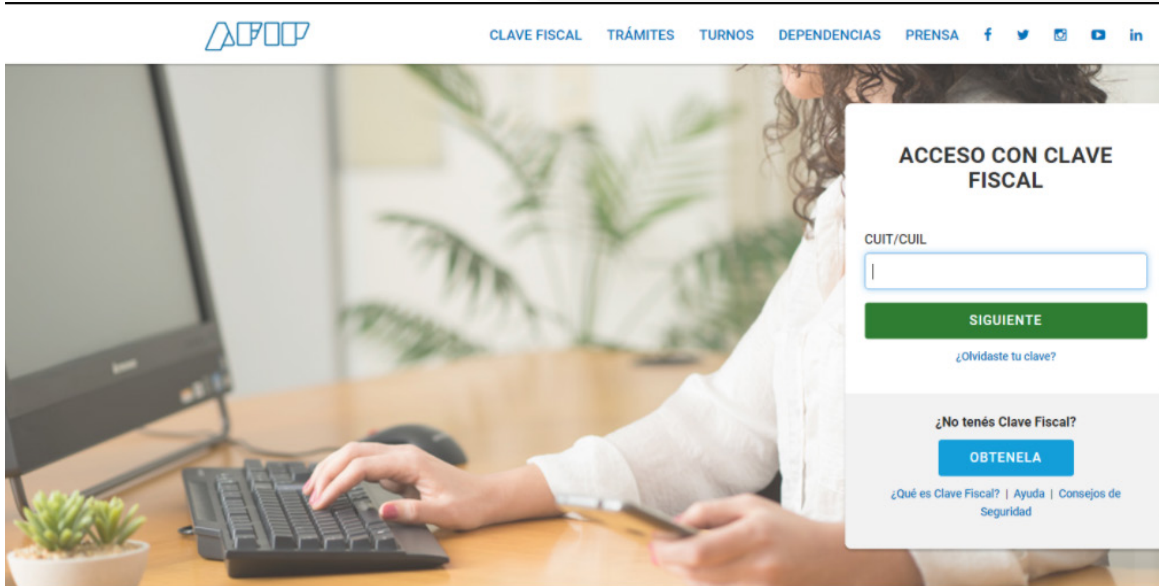 AFIP
CLAVE FISCAL TRÁMITES TURNOS DEPENDENCIAS PRENSA
ACCESO CON CLAVE
FISCAL
CUIT/CUIL
SIGUIENTE
¿Olvidaste tu clave?
¿No tenés Clave Fiscal?
OBTENELA
¿Qué es Clave Fiscal? | Ayuda | Consejos de
Seguridad